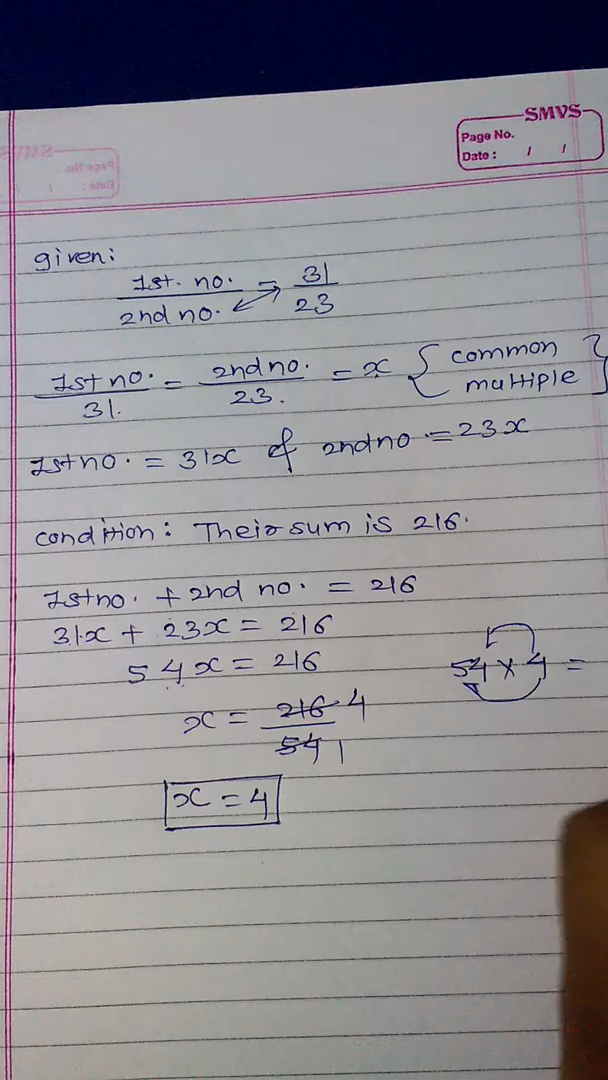 SMVS
Page No.
Date : / /
given:
1st. no. = 31
2nd no. 23
1st no. = 2nd no. = x { common
31. 23. multiple }
1st no. = 31x & 2nd no. = 23x
condition: Their sum is 216.
1st no. + 2nd no. = 216
31x + 23x = 216
54x = 216
54 x 4 =
x = 216 4
54 1
x = 4